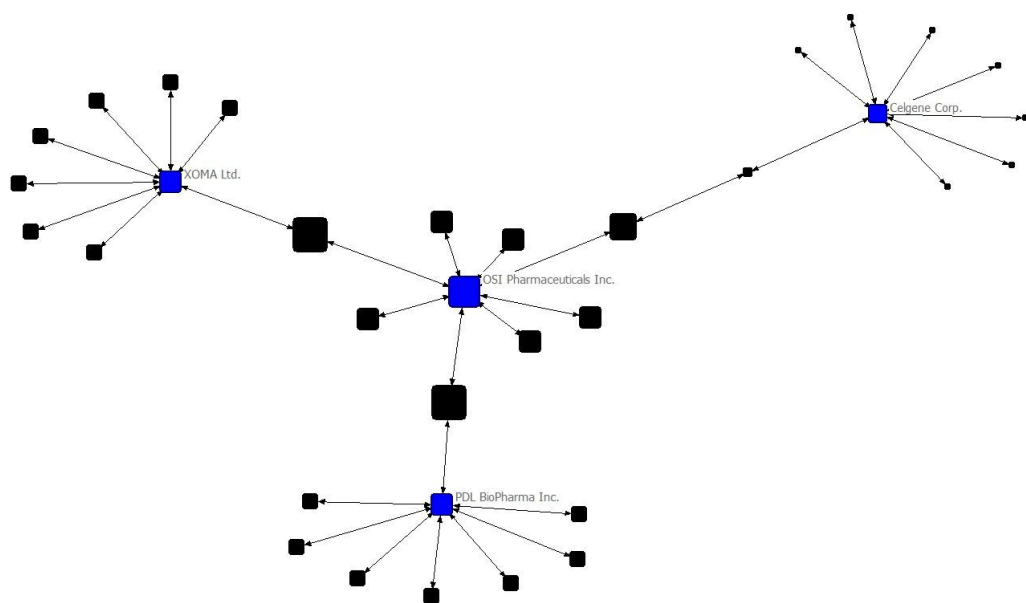 Celgene Corp.
XOMA Ltd.
OSI Pharmaceuticals Inc.
PDL BioPharma Inc.